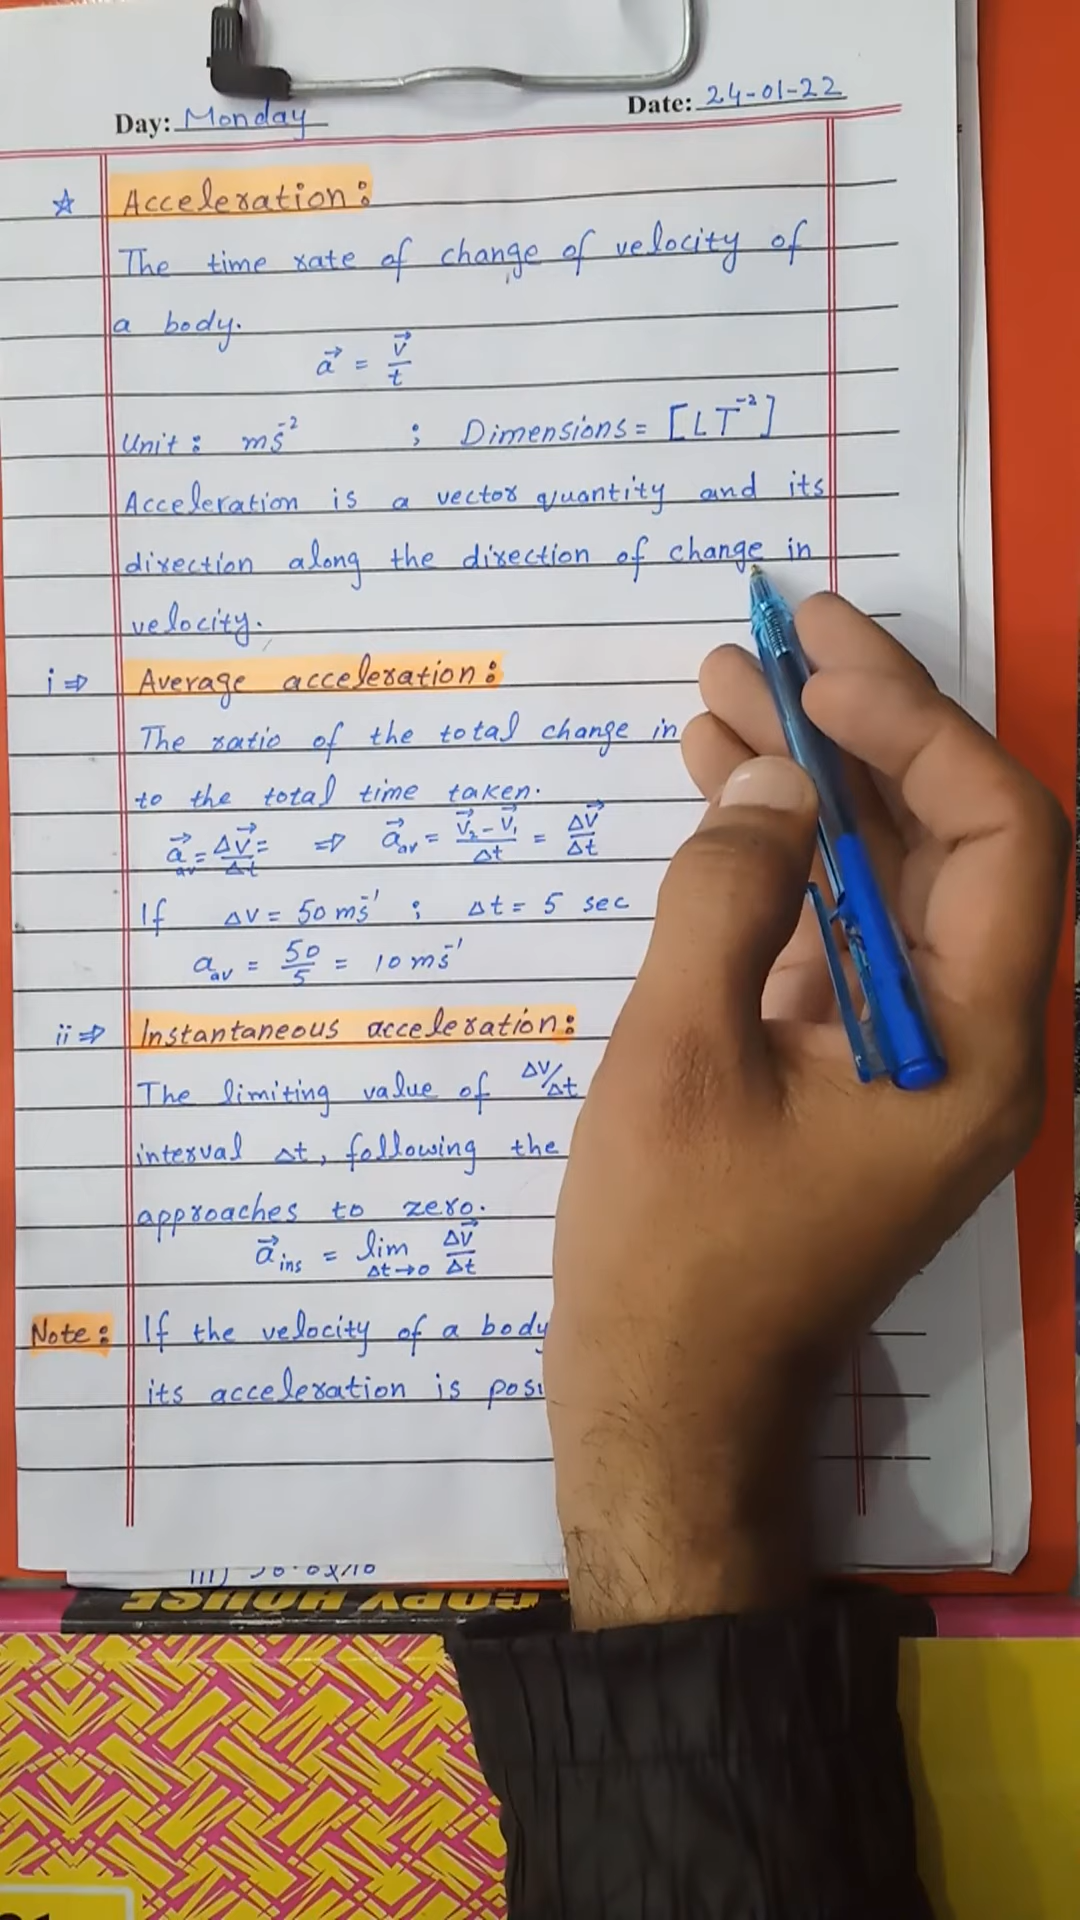 Day: Monday
Date: 24-01-22
☆ Acceleration:
The time rate of change of velocity of
a body.
a⃗ = v⃗/t
Unit: ms⁻² ; Dimensions = [LT⁻²]
Acceleration is a vector quantity and its
direction along the direction of change in
velocity.
i ⇒ Average acceleration:
The ratio of the total change in
to the total time taken.
a⃗av = Δv⃗/Δt = ⇒ a⃗av = (v⃗₂ - v⃗₁)/Δt = Δv⃗/Δt
If Δv = 50 ms⁻¹ ; Δt = 5 sec
aav = 50/5 = 10 ms⁻¹
ii ⇒ Instantaneous acceleration:
The limiting value of Δv/Δt
interval Δt, following the
approaches to zero.
a⃗ins = lim Δt→0 Δv⃗/Δt
Note: If the velocity of a body
its acceleration is posi
COPY HOUSE